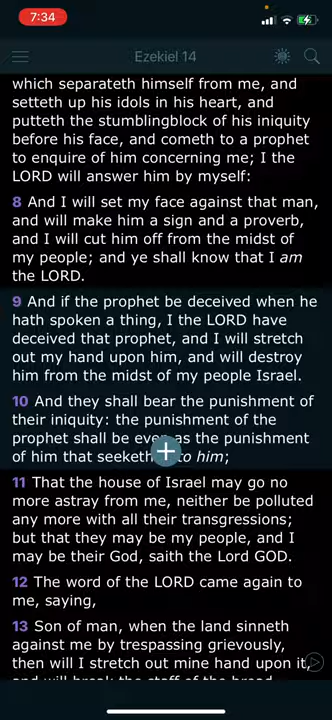 7:34
Ezekiel 14
which separateth himself from me, and
setteth up his idols in his heart, and
putteth the stumblingblock of his iniquity
before his face, and cometh to a prophet
to enquire of him concerning me; I the
LORD will answer him by myself:
8 And I will set my face against that man,
and will make him a sign and a proverb,
and I will cut him off from the midst of
my people; and ye shall know that I am
the LORD.
9 And if the prophet be deceived when he
hath spoken a thing, I the LORD have
deceived that prophet, and I will stretch
out my hand upon him, and will destroy
him from the midst of my people Israel.
10 And they shall bear the punishment of
their iniquity: the punishment of the
prophet shall be as the punishment
of him that to him;
11 That the house of Israel may go no
more astray from me, neither be polluted
any more with all their transgressions;
but that they may be my people, and I
may be their God, saith the Lord GOD.
12 The word of the LORD came again to
me, saying,
13 Son of man, when the land sinneth
against me by trespassing grievously,
then will I stretch out mine hand upon it,
and will break the staff of the bread